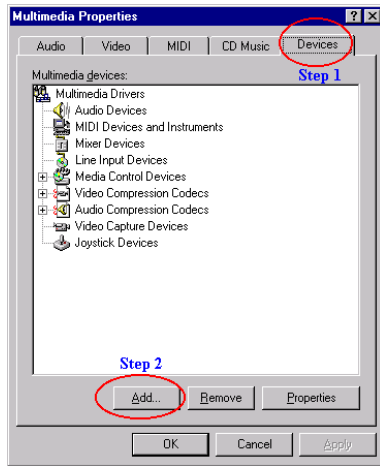 Multimedia Properties
Audio Video MIDI CD Music Devices
Multimedia devices: Step 1
Multimedia Drivers
Audio Devices
MIDI Devices and Instruments
Mixer Devices
Line Input Devices
Media Control Devices
Video Compression Codecs
Audio Compression Codecs
Video Capture Devices
Joystick Devices
Step 2
Add... Remove Properties
OK Cancel Apply